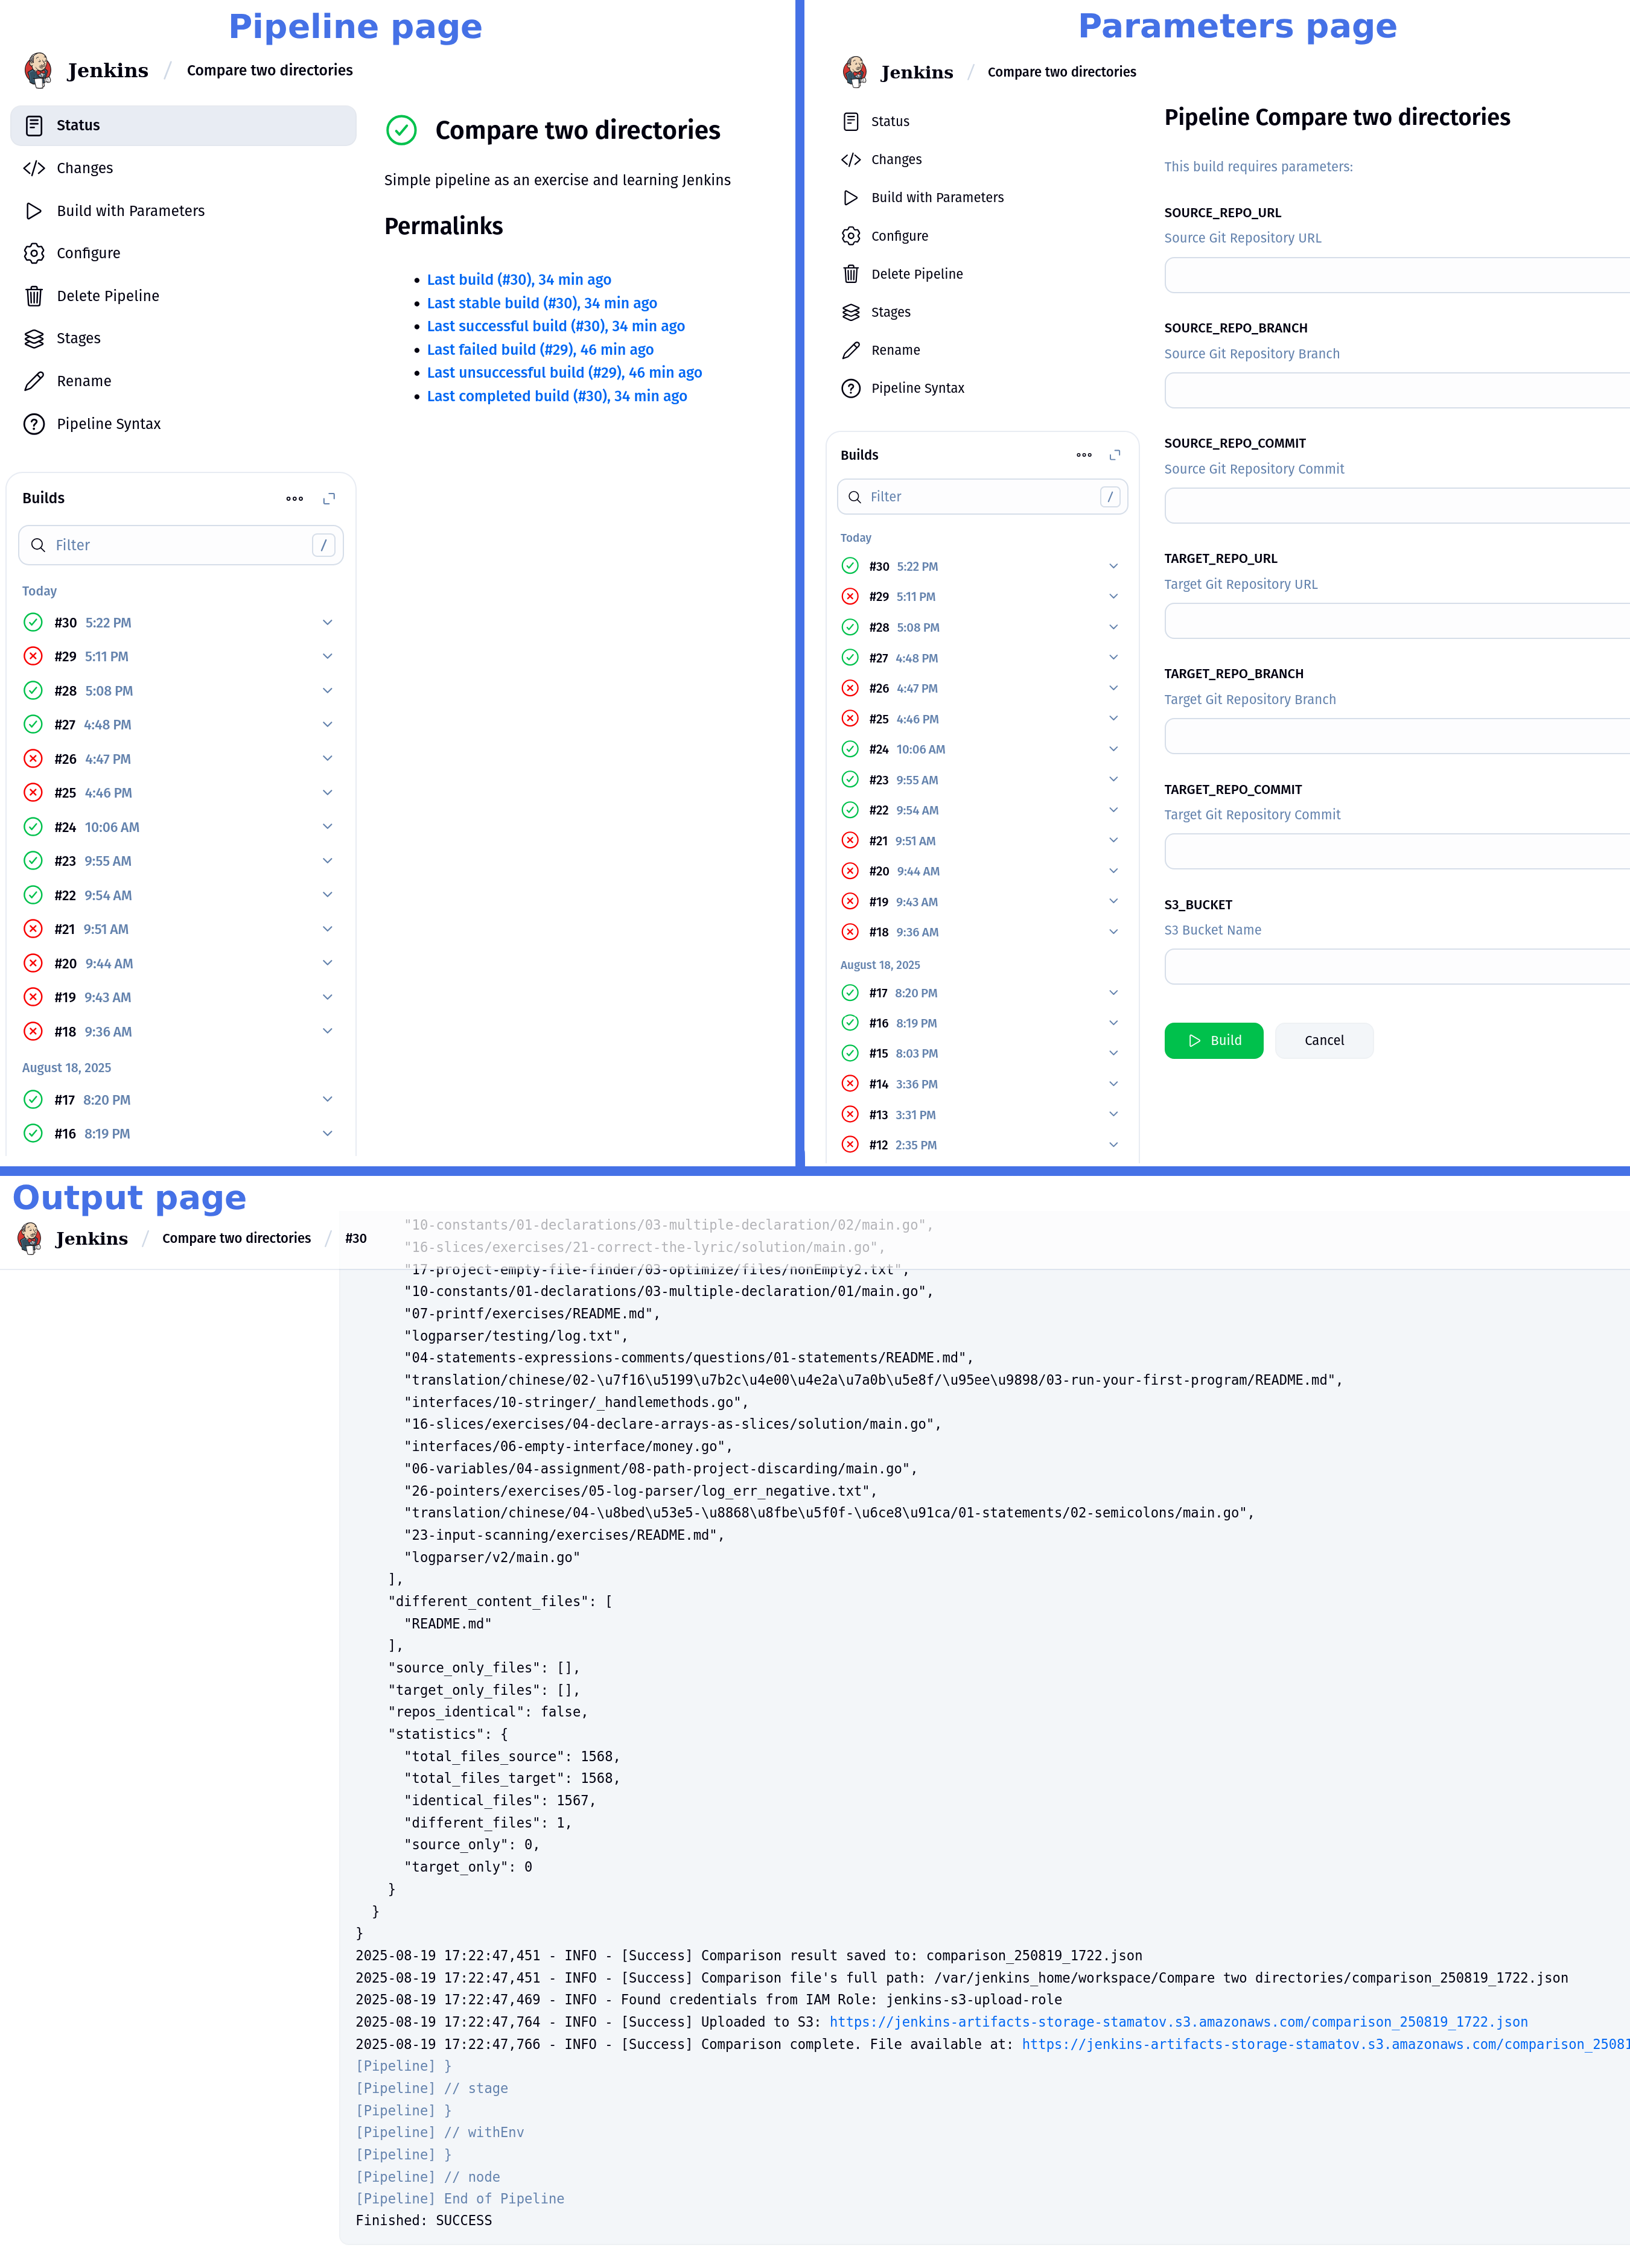 Pipeline page
Jenkins / Compare two directories
Status
Changes
Build with Parameters
Configure
Delete Pipeline
Stages
Rename
Pipeline Syntax
Builds
Filter /
Today
#30 5:22 PM
#29 5:11 PM
#28 5:08 PM
#27 4:48 PM
#26 4:47 PM
#25 4:46 PM
#24 10:06 AM
#23 9:55 AM
#22 9:54 AM
#21 9:51 AM
#20 9:44 AM
#19 9:43 AM
#18 9:36 AM
August 18, 2025
#17 8:20 PM
#16 8:19 PM
Compare two directories
Simple pipeline as an exercise and learning Jenkins
Permalinks
• Last build (#30), 34 min ago
• Last stable build (#30), 34 min ago
• Last successful build (#30), 34 min ago
• Last failed build (#29), 46 min ago
• Last unsuccessful build (#29), 46 min ago
• Last completed build (#30), 34 min ago
Parameters page
Jenkins / Compare two directories
Status
Changes
Build with Parameters
Configure
Delete Pipeline
Stages
Rename
Pipeline Syntax
Builds
Filter /
Today
#30 5:22 PM
#29 5:11 PM
#28 5:08 PM
#27 4:48 PM
#26 4:47 PM
#25 4:46 PM
#24 10:06 AM
#23 9:55 AM
#22 9:54 AM
#21 9:51 AM
#20 9:44 AM
#19 9:43 AM
#18 9:36 AM
August 18, 2025
#17 8:20 PM
#16 8:19 PM
#15 8:03 PM
#14 3:36 PM
#13 3:31 PM
#12 2:35 PM
Pipeline Compare two directories
This build requires parameters:
SOURCE_REPO_URL
Source Git Repository URL
SOURCE_REPO_BRANCH
Source Git Repository Branch
SOURCE_REPO_COMMIT
Source Git Repository Commit
TARGET_REPO_URL
Target Git Repository URL
TARGET_REPO_BRANCH
Target Git Repository Branch
TARGET_REPO_COMMIT
Target Git Repository Commit
S3_BUCKET
S3 Bucket Name
Build
Cancel
Output page
Jenkins / Compare two directories / #30
"10-constants/01-declarations/03-multiple-declaration/02/main.go",
"16-slices/exercises/21-correct-the-lyric/solution/main.go",
"17-project-empty-file-finder/03-optimize/files/nonEmpty2.txt",
"10-constants/01-declarations/03-multiple-declaration/01/main.go",
"07-printf/exercises/README.md",
"logparser/testing/log.txt",
"04-statements-expressions-comments/questions/01-statements/README.md",
"translation/chinese/02-\u7f16\u5199\u7b2c\u4e00\u4e2a\u7a0b\u5e8f/\u95ee\u9898/03-run-your-first-program/README.md",
"interfaces/10-stringer/_handlemethods.go",
"16-slices/exercises/04-declare-arrays-as-slices/solution/main.go",
"interfaces/06-empty-interface/money.go",
"06-variables/04-assignment/08-path-project-discarding/main.go",
"26-pointers/exercises/05-log-parser/log_err_negative.txt",
"translation/chinese/04-\u8bed\u53e5-\u8868\u8fbe\u5f0f-\u6ce8\u91ca/01-statements/02-semicolons/main.go",
"23-input-scanning/exercises/README.md",
"logparser/v2/main.go"
],
"different_content_files": [
"README.md"
],
"source_only_files": [],
"target_only_files": [],
"repos_identical": false,
"statistics": {
"total_files_source": 1568,
"total_files_target": 1568,
"identical_files": 1567,
"different_files": 1,
"source_only": 0,
"target_only": 0
}
}
}
2025-08-19 17:22:47,451 - INFO - [Success] Comparison result saved to: comparison_250819_1722.json
2025-08-19 17:22:47,451 - INFO - [Success] Comparison file's full path: /var/jenkins_home/workspace/Compare two directories/comparison_250819_1722.json
2025-08-19 17:22:47,469 - INFO - Found credentials from IAM Role: jenkins-s3-upload-role
2025-08-19 17:22:47,764 - INFO - [Success] Uploaded to S3: https://jenkins-artifacts-storage-stamatov.s3.amazonaws.com/comparison_250819_1722.json
2025-08-19 17:22:47,766 - INFO - [Success] Comparison complete. File available at: https://jenkins-artifacts-storage-stamatov.s3.amazonaws.com/comparison_25081
[Pipeline] }
[Pipeline] // stage
[Pipeline] }
[Pipeline] // withEnv
[Pipeline] }
[Pipeline] // node
[Pipeline] End of Pipeline
Finished: SUCCESS